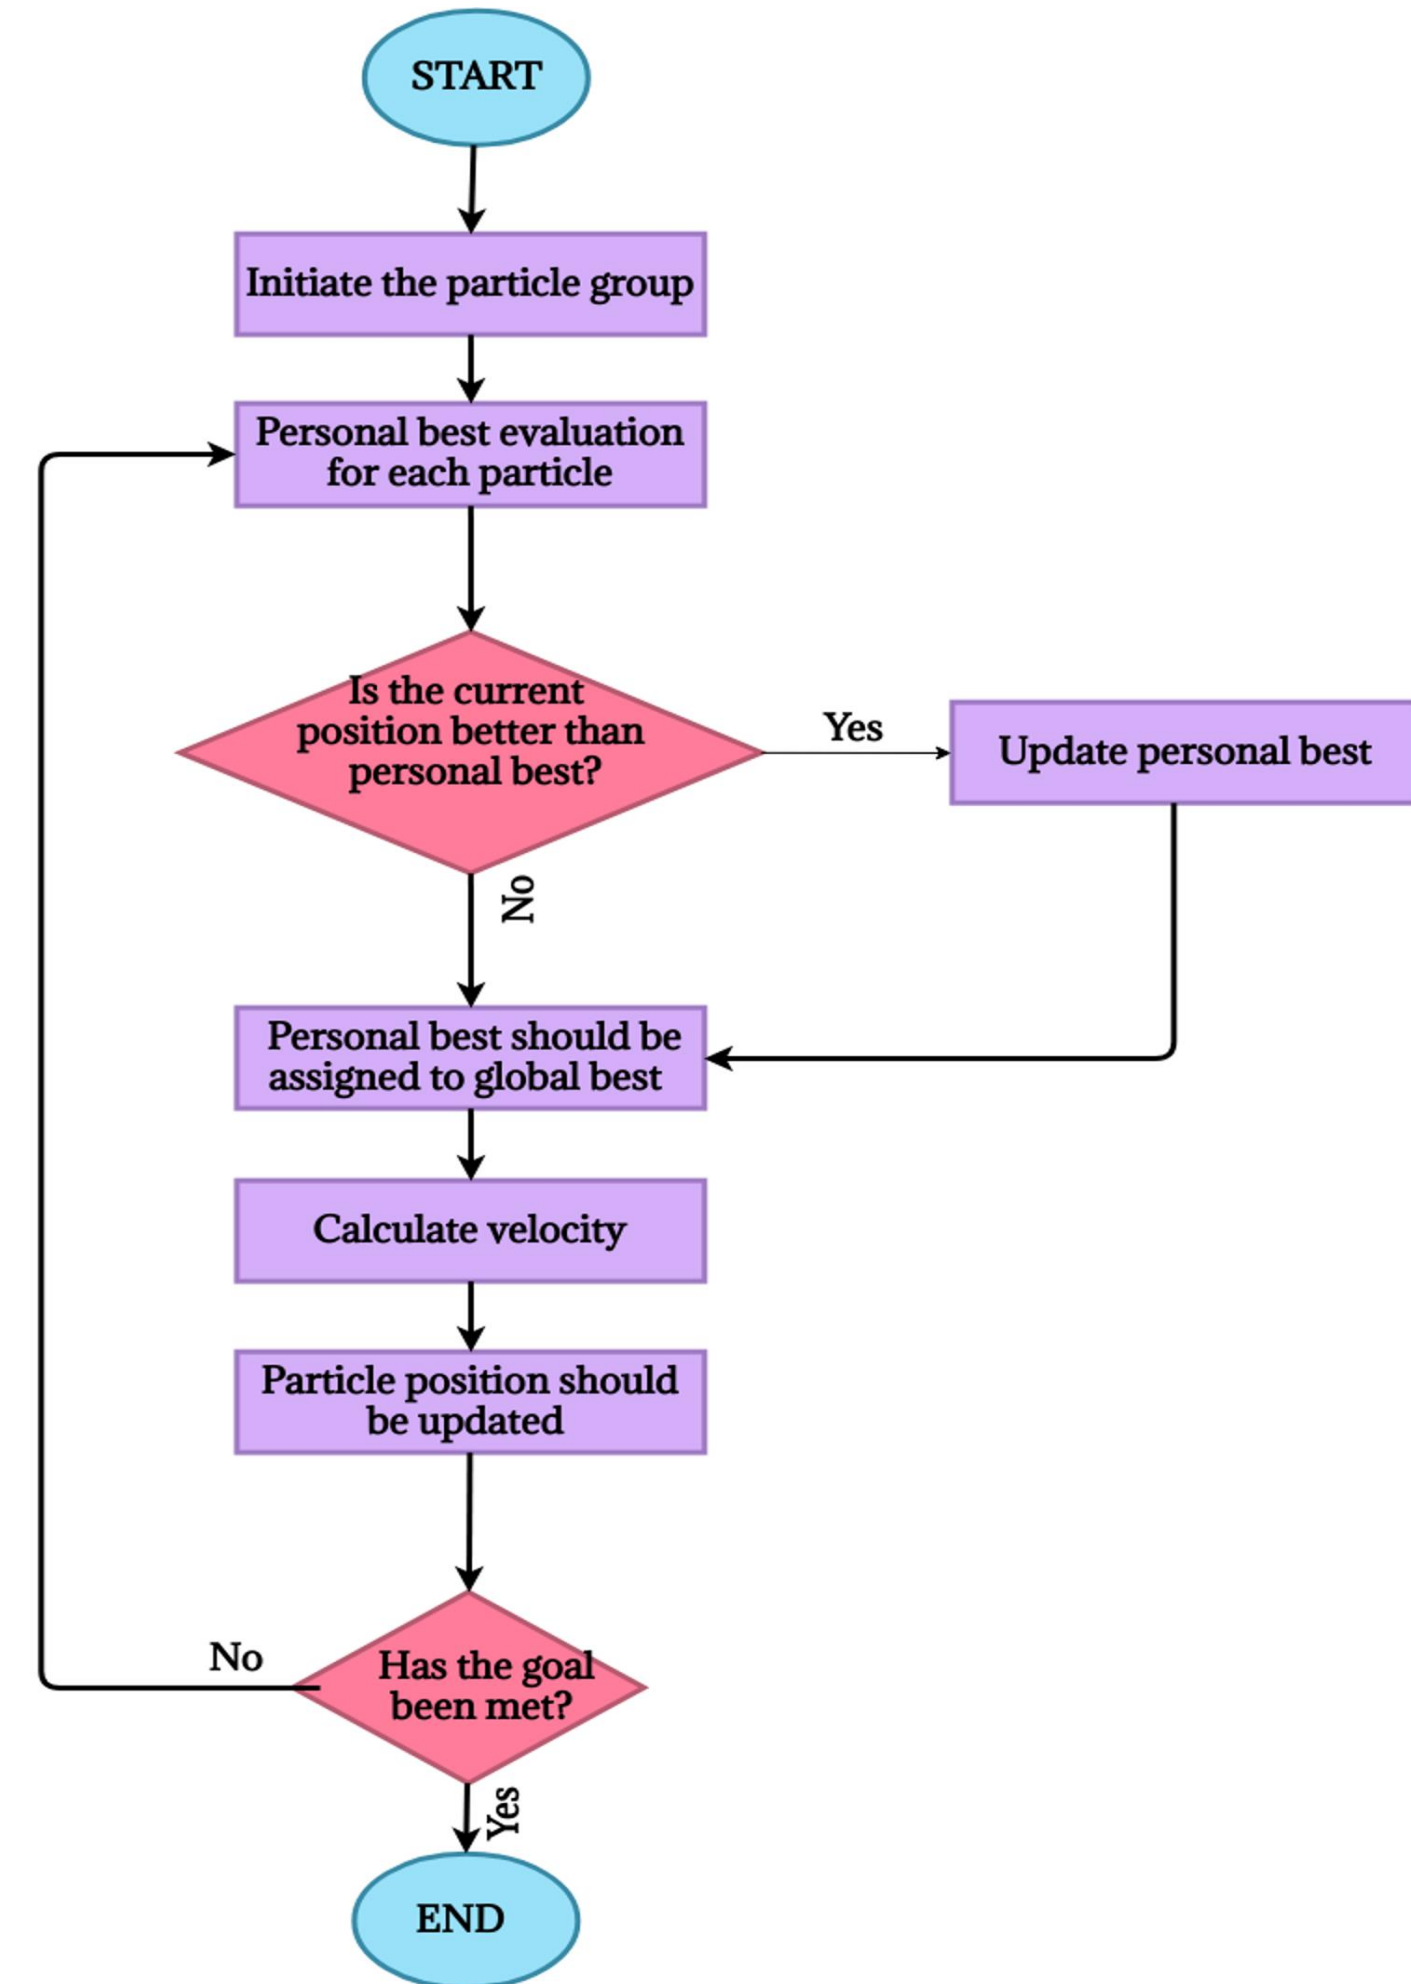 START
Initiate the particle group
Personal best evaluation
for each particle
Is the current
position better than
personal best?
Yes
Update personal best
No
Personal best should be
assigned to global best
Calculate velocity
Particle position should
be updated
No
Has the goal
been met?
Yes
END